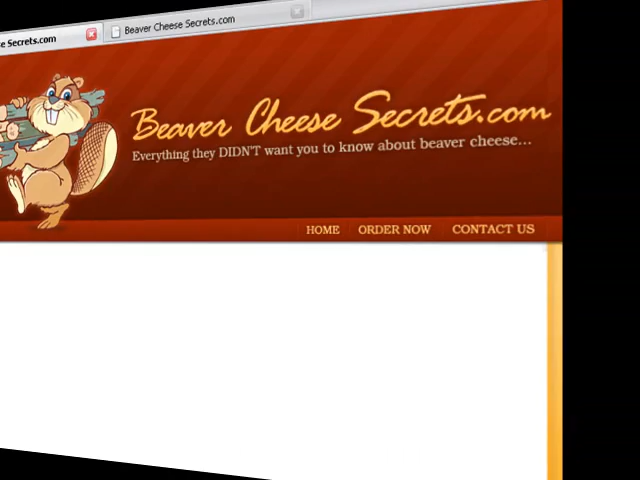 e Secrets.com
Beaver Cheese Secrets.com
Beaver Cheese Secrets.com
Everything they DIDN'T want you to know about beaver cheese...
HOME ORDER NOW CONTACT US